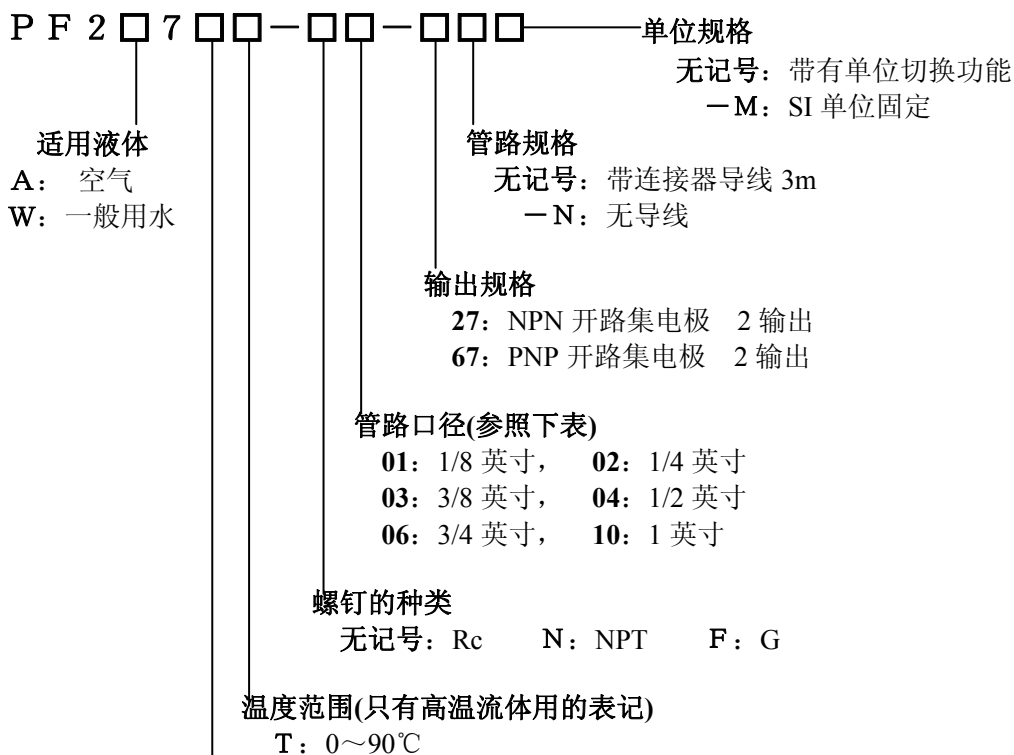 ＰＦ２□７□□－□□－□□□ 单位规格
无记号：带有单位切换功能
－Ｍ：SI 单位固定
适用液体
Ａ： 空气
W：一般用水
管路规格
无记号：带连接器导线 3m
－Ｎ：无导线
输出规格
27：NPN 开路集电极 2 输出
67：PNP 开路集电极 2 输出
管路口径(参照下表)
01：1/8 英寸， 02：1/4 英寸
03：3/8 英寸， 04：1/2 英寸
06：3/4 英寸， 10：1 英寸
螺钉的种类
无记号：Rc Ｎ：NPT Ｆ：G
温度范围(只有高温流体用的表记)
Ｔ：0～90℃